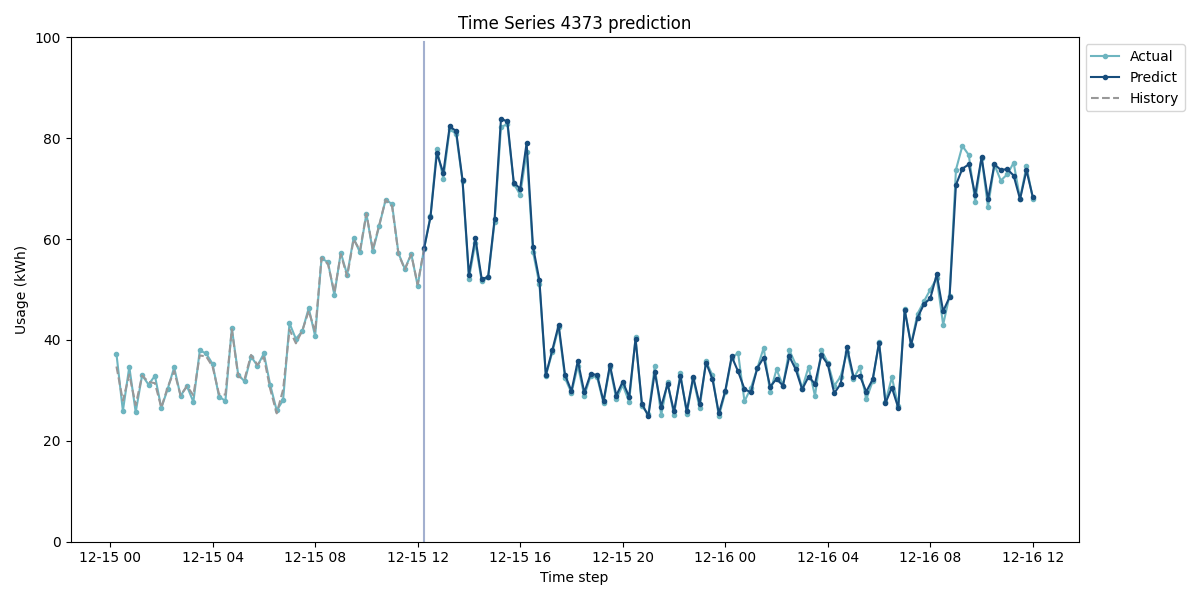 Time Series 4373 prediction
100
80
60
40
20
0
Usage (kWh)
12-15 00
12-15 04
12-15 08
12-15 12
12-15 16
12-15 20
12-16 00
12-16 04
12-16 08
12-16 12
Time step
Actual
Predict
History